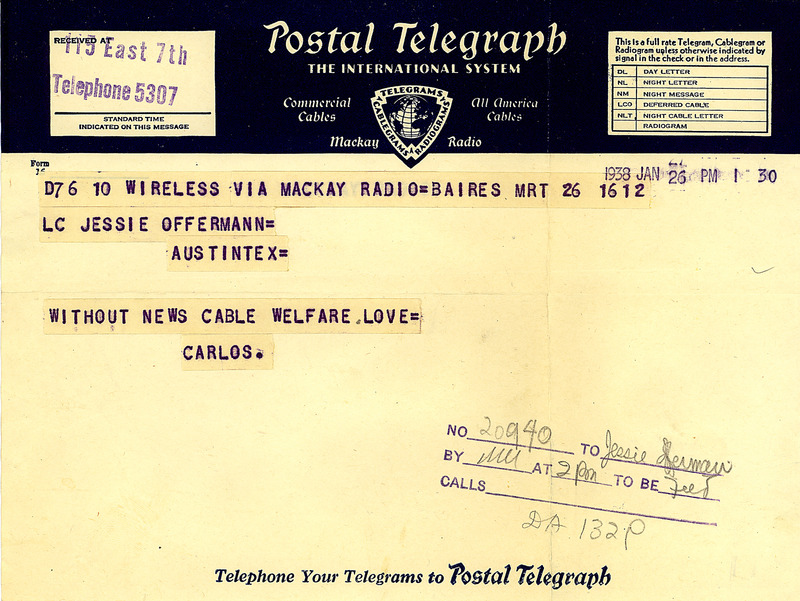 RECEIVED AT
115 East 7th
Telephone 5307
STANDARD TIME
INDICATED ON THIS MESSAGE
Postal Telegraph
THE INTERNATIONAL SYSTEM
Commercial
Cables
All America
Cables
TELEGRAMS
CABLEGRAMS
RADIOGRAMS
Mackay
Radio
This is a full rate Telegram, Cablegram or
Radiogram unless otherwise indicated by
signal in the check or in the address.
DL DAY LETTER
NL NIGHT LETTER
NM NIGHT MESSAGE
LCO DEFERRED CABLE
NLT NIGHT CABLE LETTER
RADIOGRAM
Form
1938 JAN 26 PM 1 30
D76 10 WIRELESS VIA MACKAY RADIO=BAIRES MRT 26 1612
LC JESSIE OFFERMANN=
AUSTINTEX=
WITHOUT NEWS CABLE WELFARE LOVE=
CARLOS.
NO 20940 TO Jessie
BY AT 2 pm TO BE
CALLS
DA 132P
Telephone Your Telegrams to Postal Telegraph